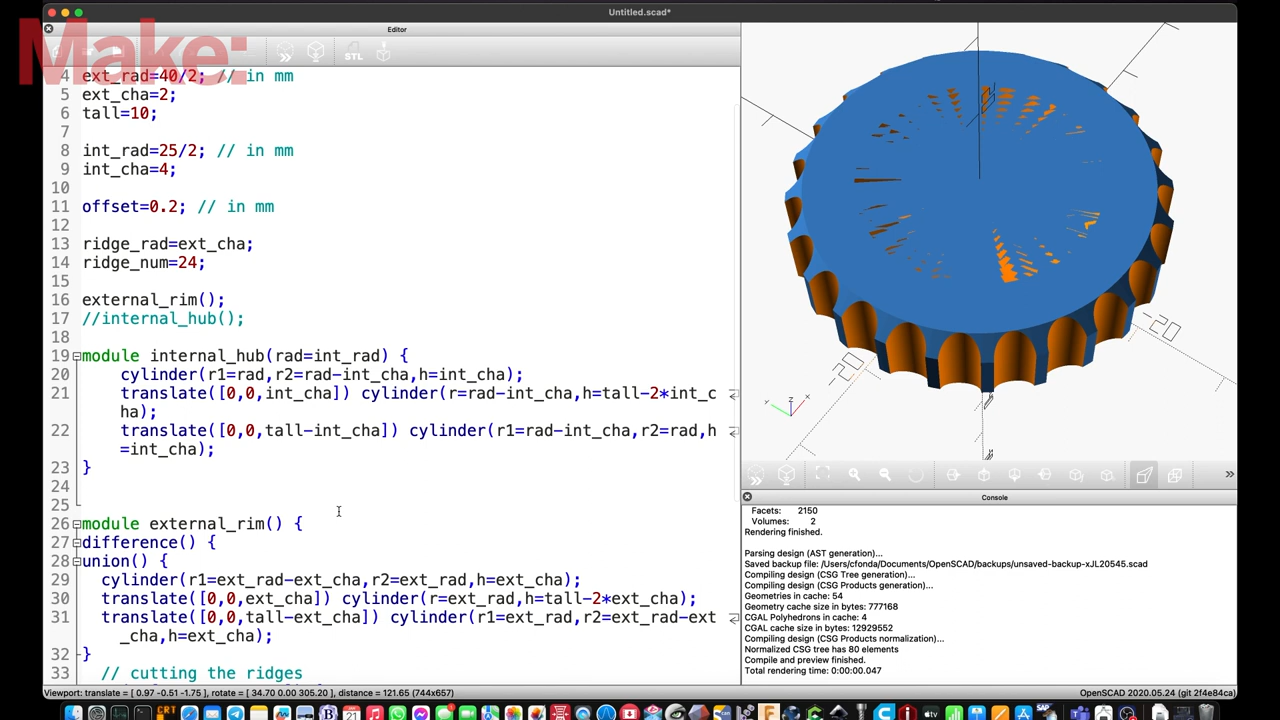 Untitled.scad*
Make:
Editor
STL
4 ext_rad=40/2; // in mm
5 ext_cha=2;
6 tall=10;
7
8 int_rad=25/2; // in mm
9 int_cha=4;
10
11 offset=0.2; // in mm
12
13 ridge_rad=ext_cha;
14 ridge_num=24;
15
16 external_rim();
17 //internal_hub();
18
19 module internal_hub(rad=int_rad) {
20 cylinder(r1=rad,r2=rad-int_cha,h=int_cha);
21 translate([0,0,int_cha]) cylinder(r=rad-int_cha,h=tall-2*int_c
ha);
22 translate([0,0,tall-int_cha]) cylinder(r1=rad-int_cha,r2=rad,h
=int_cha);
23 }
24
25
26 module external_rim() {
27 difference() {
28 union() {
29 cylinder(r1=ext_rad-ext_cha,r2=ext_rad,h=ext_cha);
30 translate([0,0,ext_cha]) cylinder(r=ext_rad,h=tall-2*ext_cha);
31 translate([0,0,tall-ext_cha]) cylinder(r1=ext_rad,r2=ext_rad-ext
_cha,h=ext_cha);
32 }
33 // cutting the ridges
-20
Console
Facets: 2150
Volumes: 2
Rendering finished.
Parsing design (AST generation)...
Saved backup file: /Users/cfonda/Documents/OpenSCAD/backups/unsaved-backup-xJL20545.scad
Compiling design (CSG Tree generation)...
Compiling design (CSG Products generation)...
Geometries in cache: 54
Geometry cache size in bytes: 777168
CGAL Polyhedrons in cache: 4
CGAL cache size in bytes: 12929552
Compiling design (CSG Products normalization)...
Normalized CSG tree has 80 elements
Compile and preview finished.
Total rendering time: 0:00:00.047
Viewport: translate = [ 0.97 -0.51 -1.75 ], rotate = [ 34.70 0.00 305.20 ], distance = 121.65 (744x657)
OpenSCAD 2020.05.24 (git 2f4e84ca)